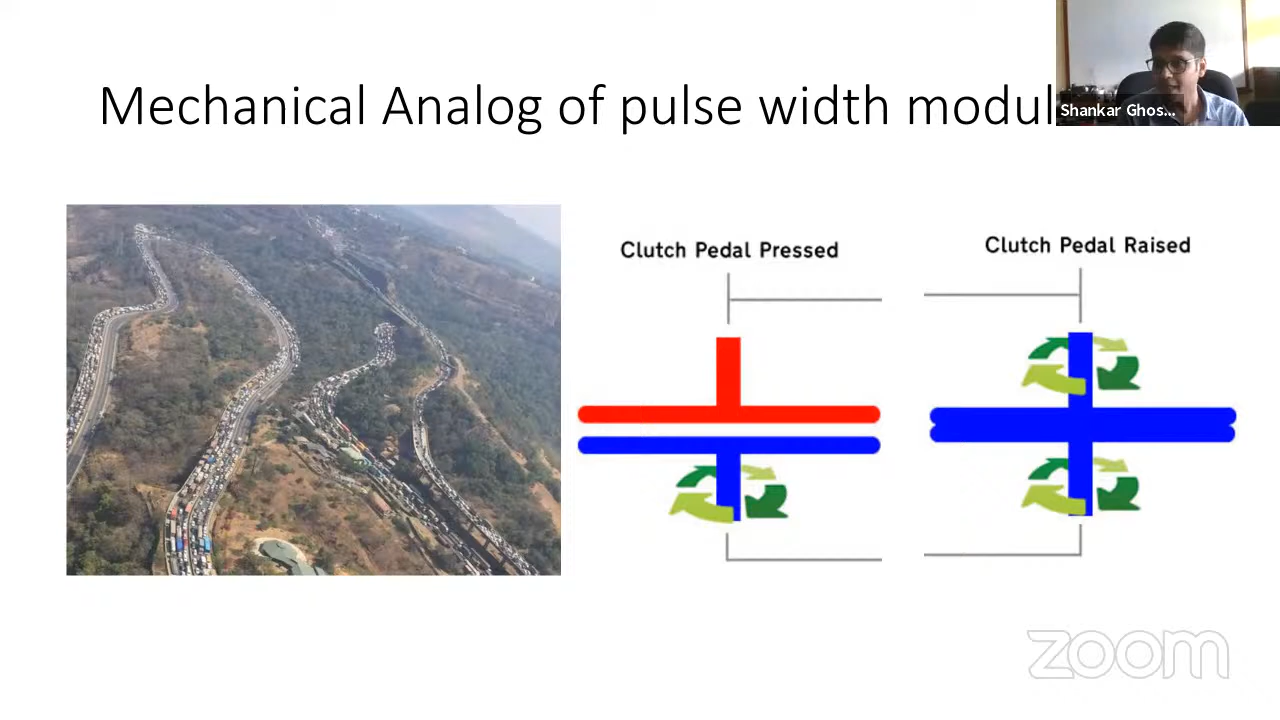 Mechanical Analog of pulse width modul
Shankar Ghos...
Clutch Pedal Pressed
Clutch Pedal Raised
zoom